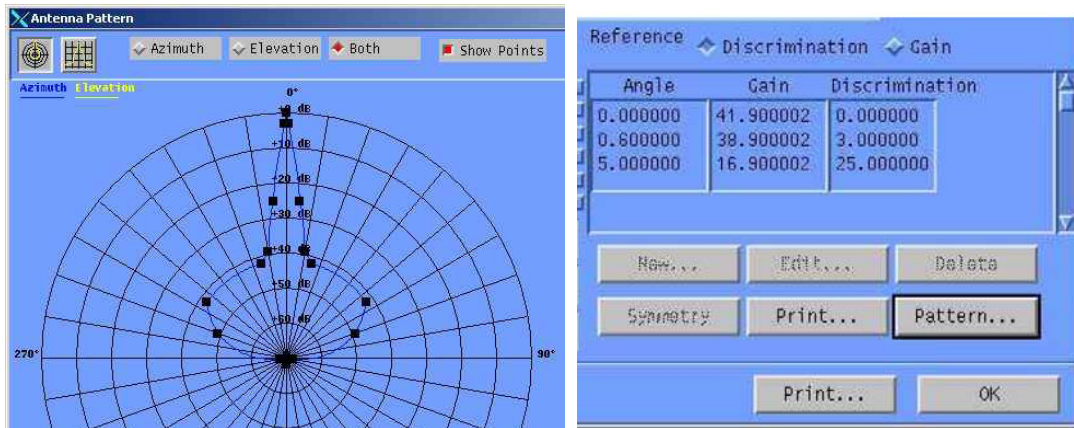 Antenna Pattern
Azimuth Elevation Both Show Points
Azimuth Elevation
0°
+0 dB
+10 dB
+20 dB
+30 dB
+40 dB
+50 dB
+60 dB
270° 90°
Reference Discrimination Gain
Angle Gain Discrimination
0.000000 41.900002 0.000000
0.600000 38.900002 3.000000
5.000000 16.900002 25.000000
New... Edit... Delete
Symmetry Print... Pattern...
Print... OK